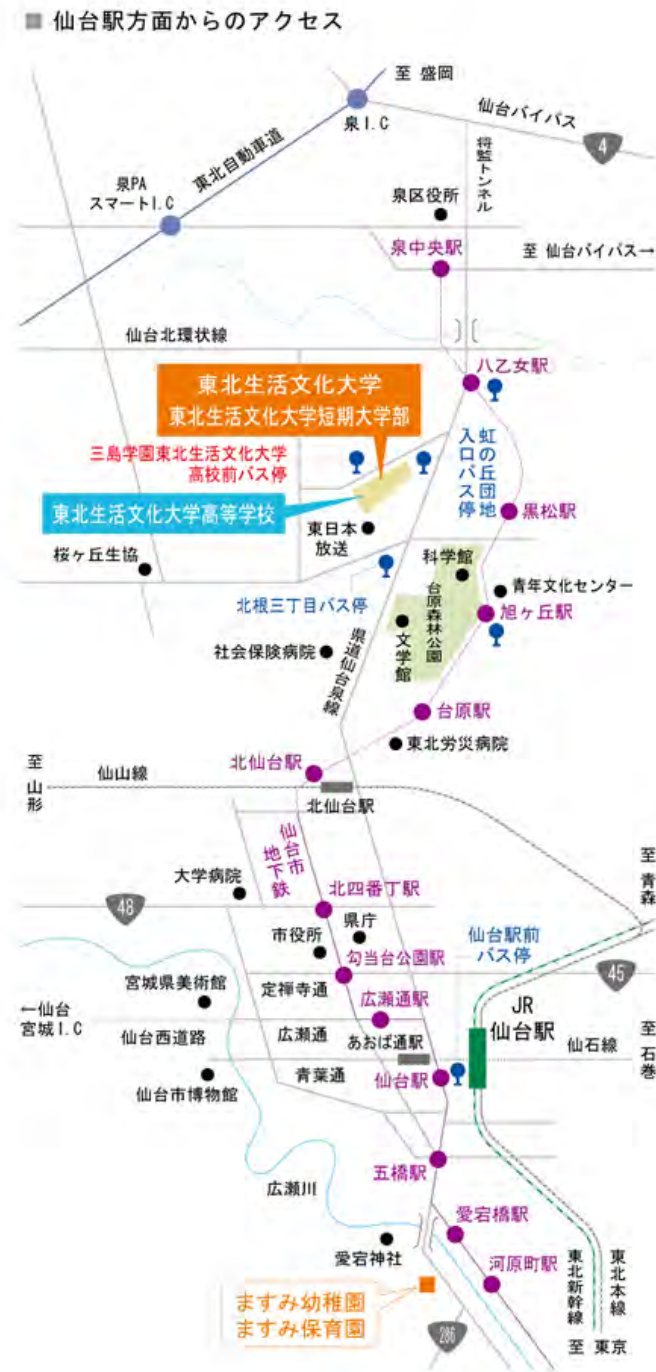 ■ 仙台駅方面からのアクセス
至 盛岡
仙台バイパス
泉I.C
4
東北自動車道
将監トンネル
泉PA
スマートI.C
泉区役所
泉中央駅
至 仙台バイパス→
仙台北環状線
八乙女駅
東北生活文化大学
東北生活文化大学短期大学部
虹の丘団地
入口バス停
三島学園東北生活文化大学
高校前バス停
東北生活文化大学高等学校
黒松駅
東日本
放送
科学館
桜ヶ丘生協
青年文化センター
台原森林公園
北根三丁目バス停
旭ヶ丘駅
文学館
県道仙台泉線
社会保険病院
台原駅
東北労災病院
北仙台駅
至山形
仙山線
北仙台駅
仙台市
地下鉄
至青森
大学病院
北四番丁駅
48
県庁
市役所
仙台駅前
バス停
勾当台公園駅
45
宮城県美術館
定禅寺通
広瀬通駅
JR
仙台駅
←仙台
宮城I.C
仙台西道路
広瀬通
あおば通駅
仙石線
至石巻
青葉通
仙台駅
仙台市博物館
五橋駅
広瀬川
愛宕橋駅
愛宕神社
河原町駅
東北新幹線
東北本線
ますみ幼稚園
ますみ保育園
286
至 東京